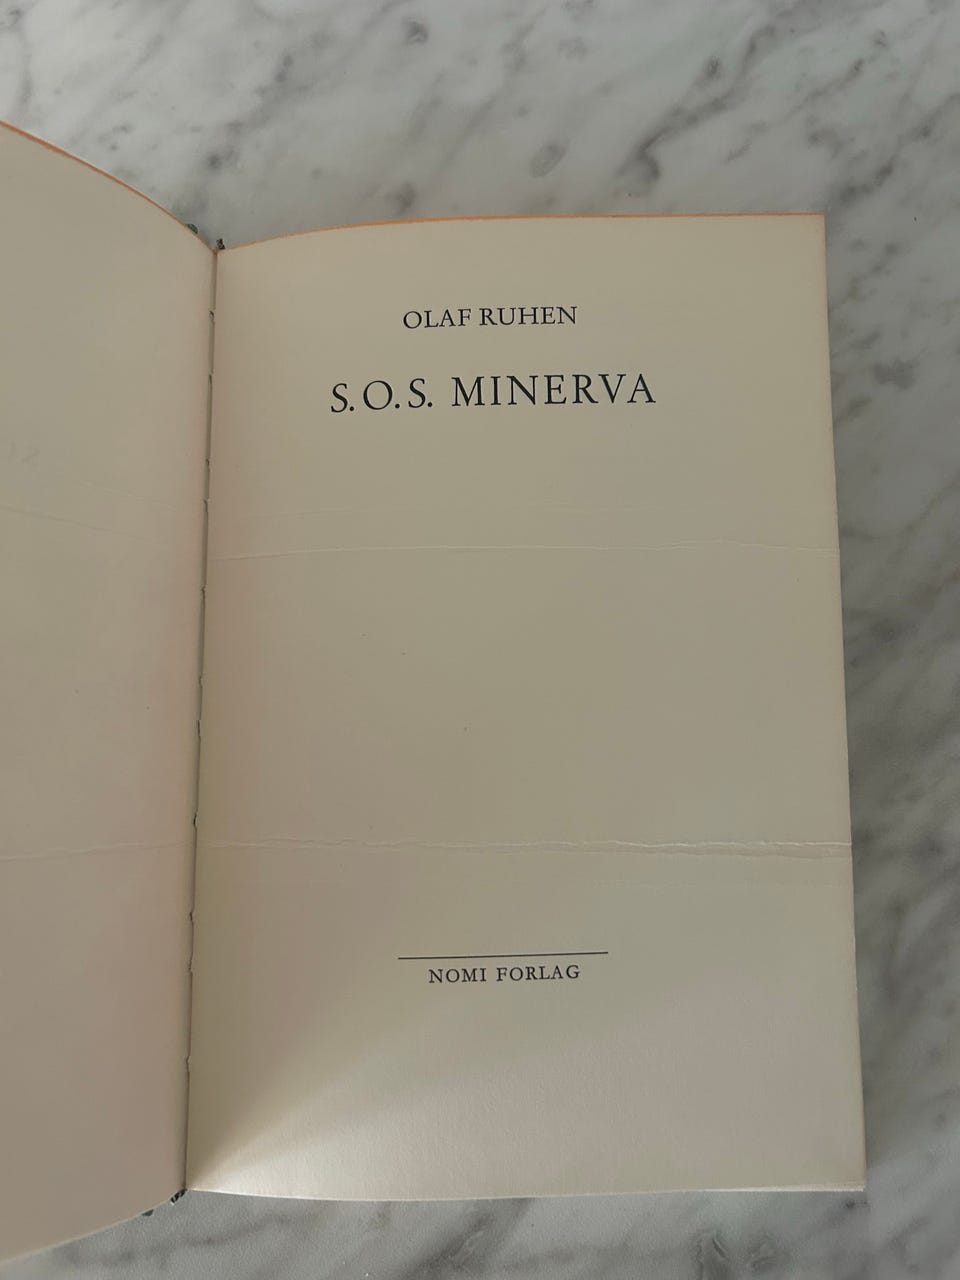 OLAF RUHEN
S.O.S. MINERVA
NOMI FORLAG